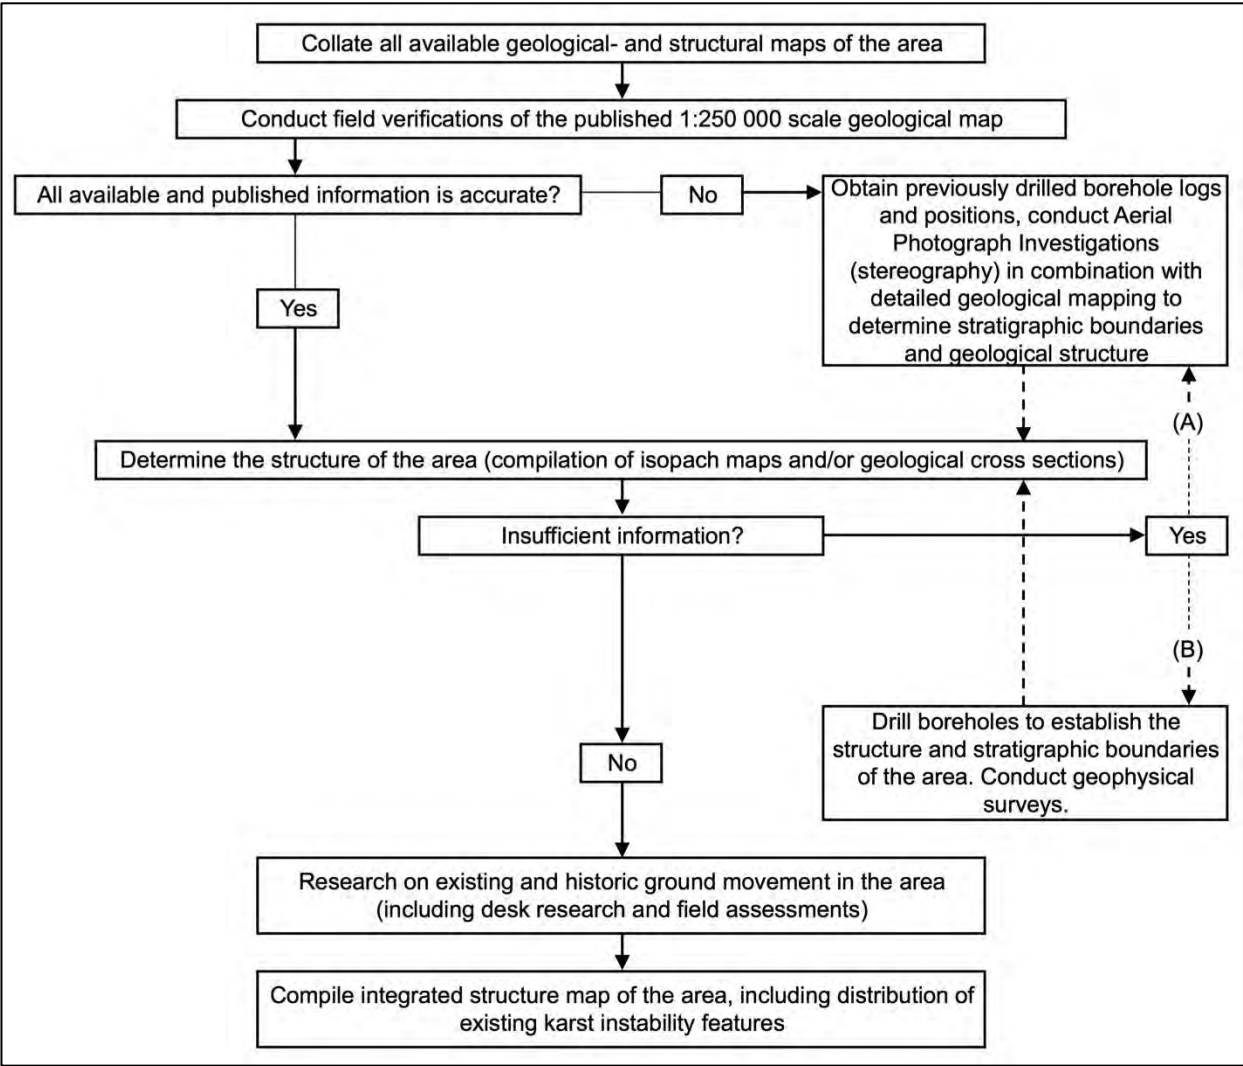 Collate all available geological- and structural maps of the area
Conduct field verifications of the published 1:250 000 scale geological map
All available and published information is accurate?
No
Obtain previously drilled borehole logs
and positions, conduct Aerial
Photograph Investigations
(stereography) in combination with
detailed geological mapping to
determine stratigraphic boundaries
and geological structure
Yes
(A)
Determine the structure of the area (compilation of isopach maps and/or geological cross sections)
Insufficient information?
Yes
(B)
Drill boreholes to establish the
structure and stratigraphic boundaries
of the area. Conduct geophysical
surveys.
No
Research on existing and historic ground movement in the area
(including desk research and field assessments)
Compile integrated structure map of the area, including distribution of
existing karst instability features